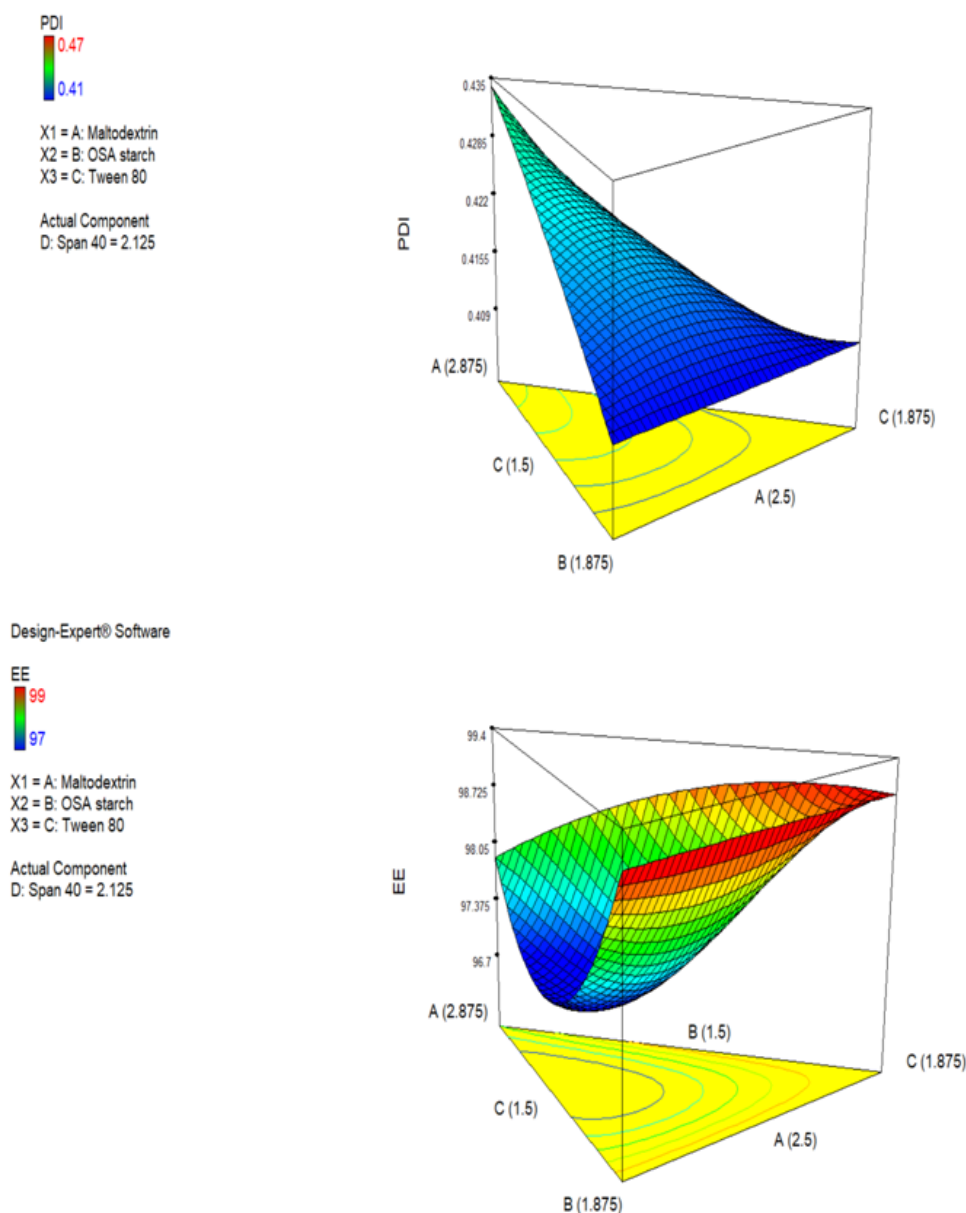 PDI
0.47
0.41
X1 = A: Maltodextrin
X2 = B: OSA starch
X3 = C: Tween 80
Actual Component
D: Span 40 = 2.125
0.435
0.4285
0.422
0.4155
0.409
PDI
A (2.875)
C (1.875)
C (1.5)
A (2.5)
B (1.875)
Design-Expert® Software
EE
99
97
X1 = A: Maltodextrin
X2 = B: OSA starch
X3 = C: Tween 80
Actual Component
D: Span 40 = 2.125
99.4
98.725
98.05
97.375
96.7
EE
A (2.875)
B (1.5)
C (1.875)
C (1.5)
A (2.5)
B (1.875)